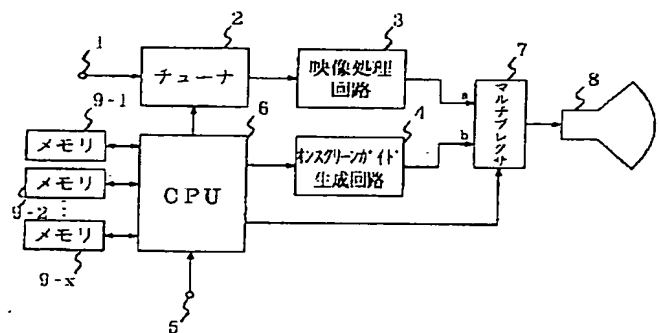 1
2
チューナ
3
映像処理
回路
7
マルチプレクサ
8
a
b
9-1
メモリ
6
CPU
4
オンスクリーンガイド
生成回路
メモリ
9-2
メモリ
9-x
5